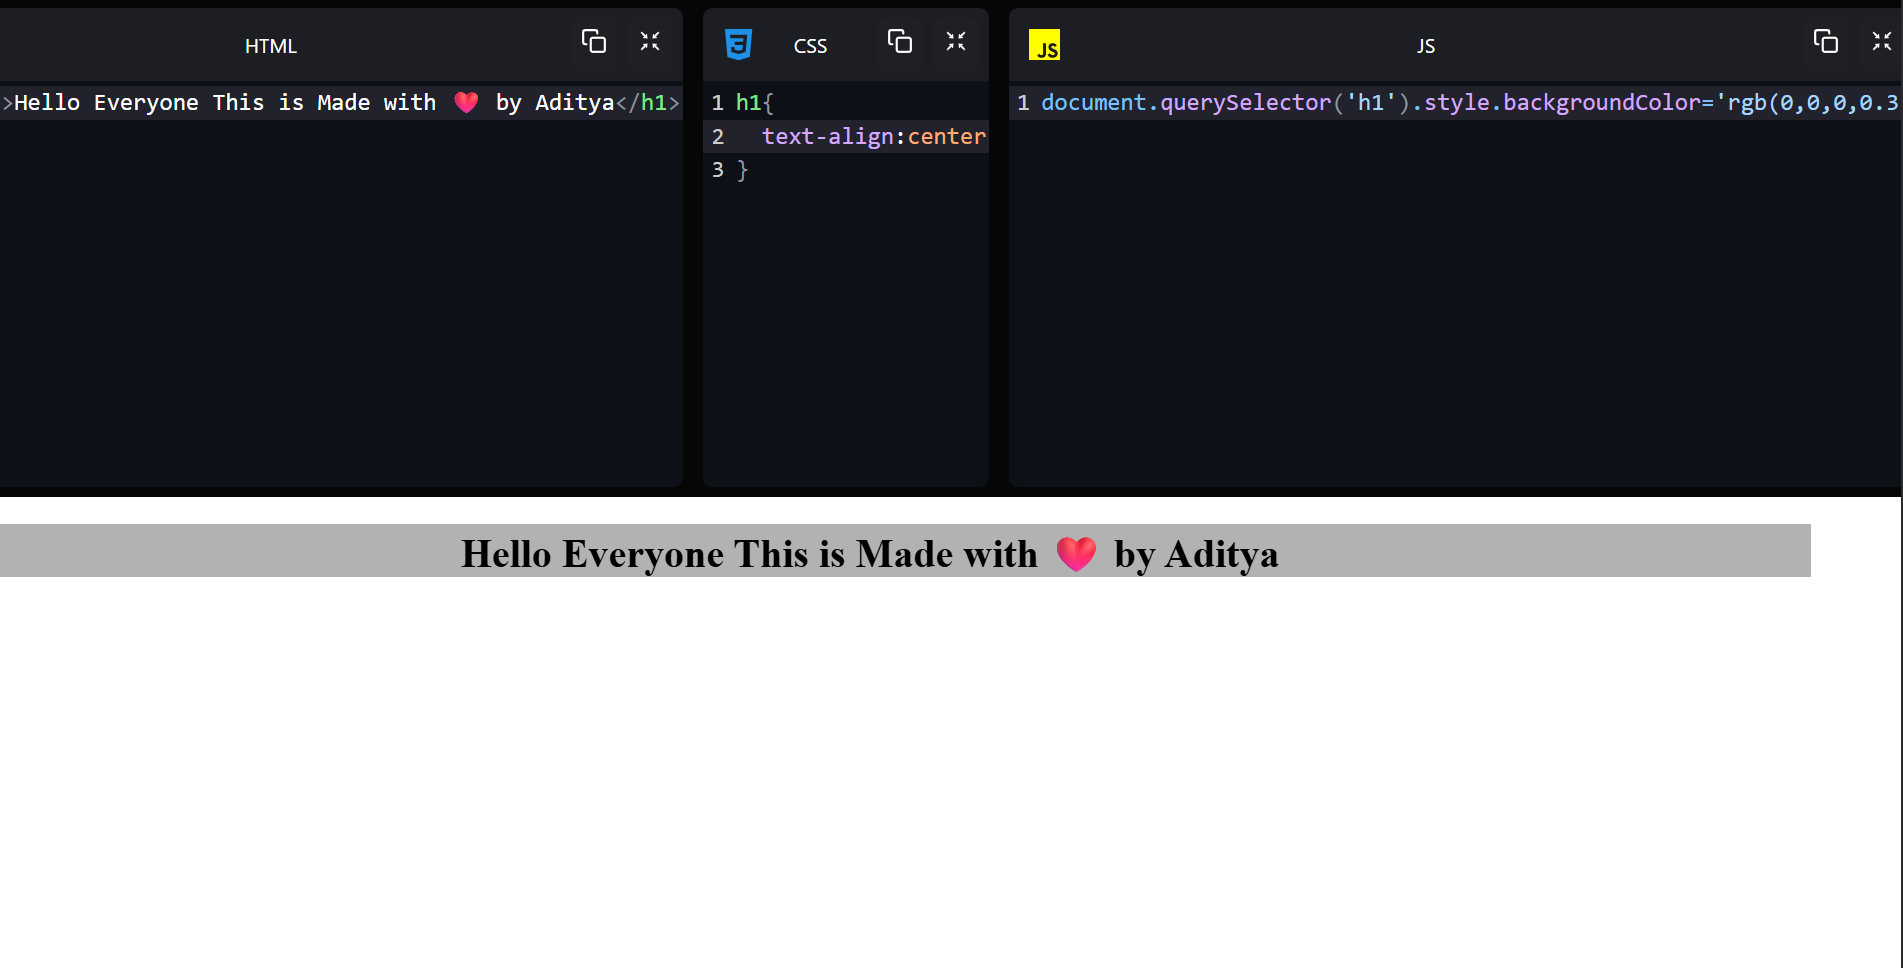 HTML
>Hello Everyone This is Made with ❤️ by Aditya</h1>
CSS
1 h1{
2   text-align:center
3 }
JS
JS
1 document.querySelector('h1').style.backgroundColor='rgb(0,0,0,0.3
Hello Everyone This is Made with ❤️ by Aditya